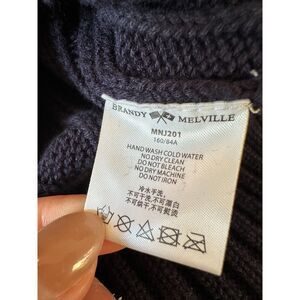 BRANDY MELVILLE
MNJ201
160/84A
HAND WASH COLD WATER
NO DRY CLEAN
DO NOT BLEACH
NO DRY MACHINE
DO NOT IRON
冷水手洗,
不可干洗,不可漂白
不可烘干,不可熨烫